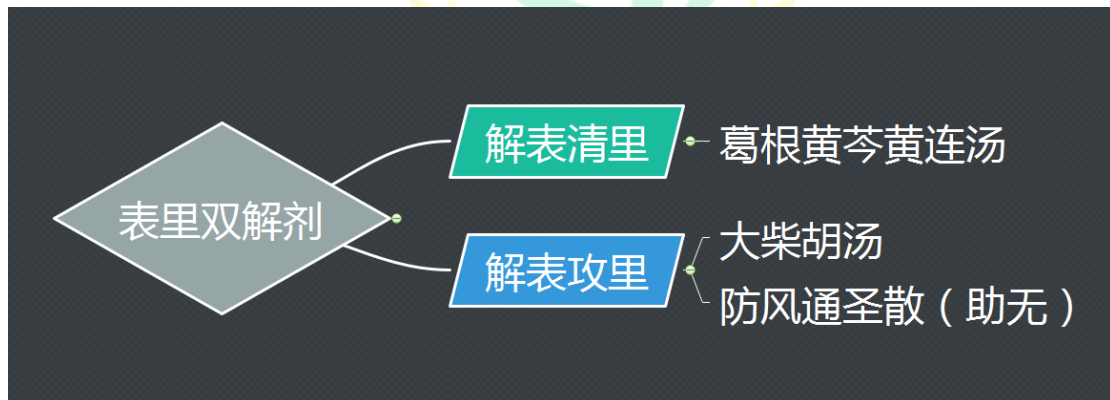 表里双解剂
解表清里
葛根黄芩黄连汤
解表攻里
大柴胡汤
防风通圣散（助无）